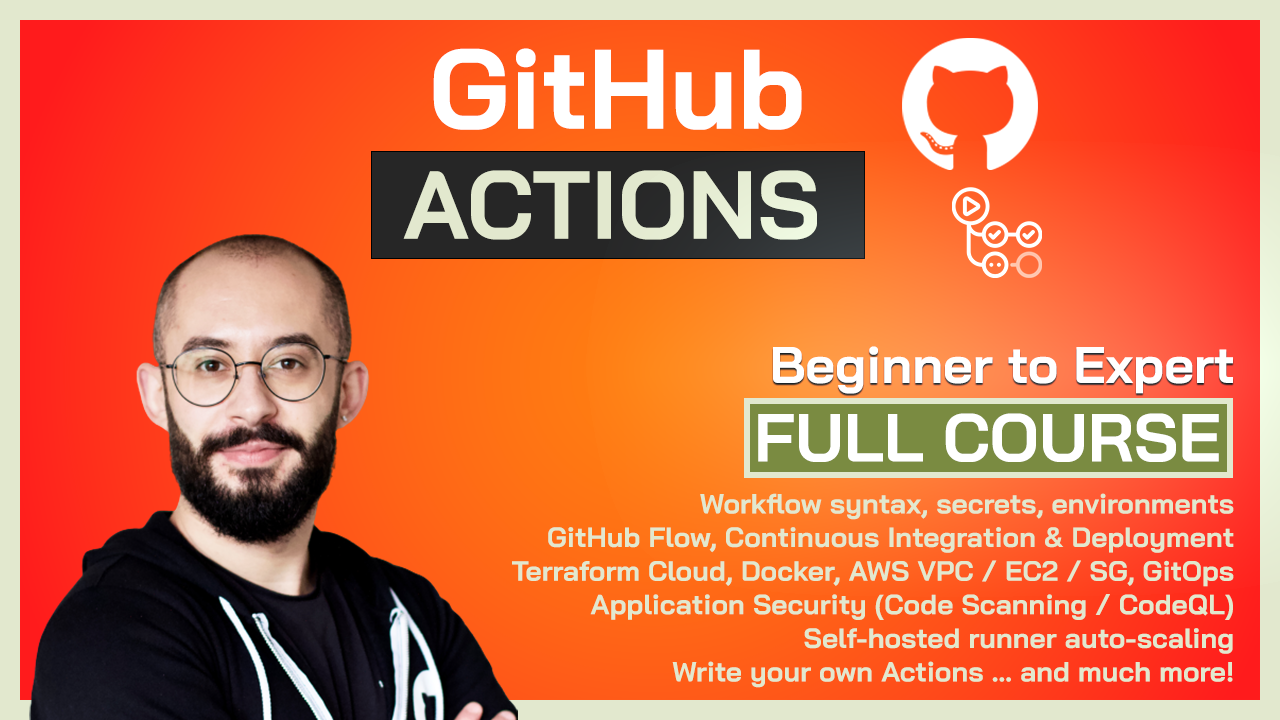 GitHub
ACTIONS
Beginner to Expert
FULL COURSE
Workflow syntax, secrets, environments
GitHub Flow, Continuous Integration & Deployment
Terraform Cloud, Docker, AWS VPC / EC2 / SG, GitOps
Application Security (Code Scanning / CodeQL)
Self-hosted runner auto-scaling
Write your own Actions ... and much more!